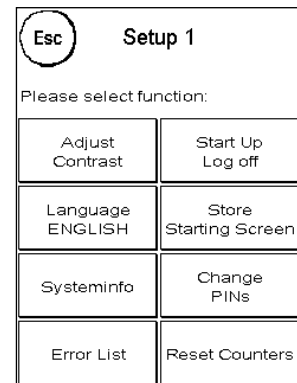 Esc
Setup 1
Please select function:
Adjust
Contrast
Start Up
Log off
Language
ENGLISH
Store
Starting Screen
Systeminfo
Change
PINs
Error List
Reset Counters